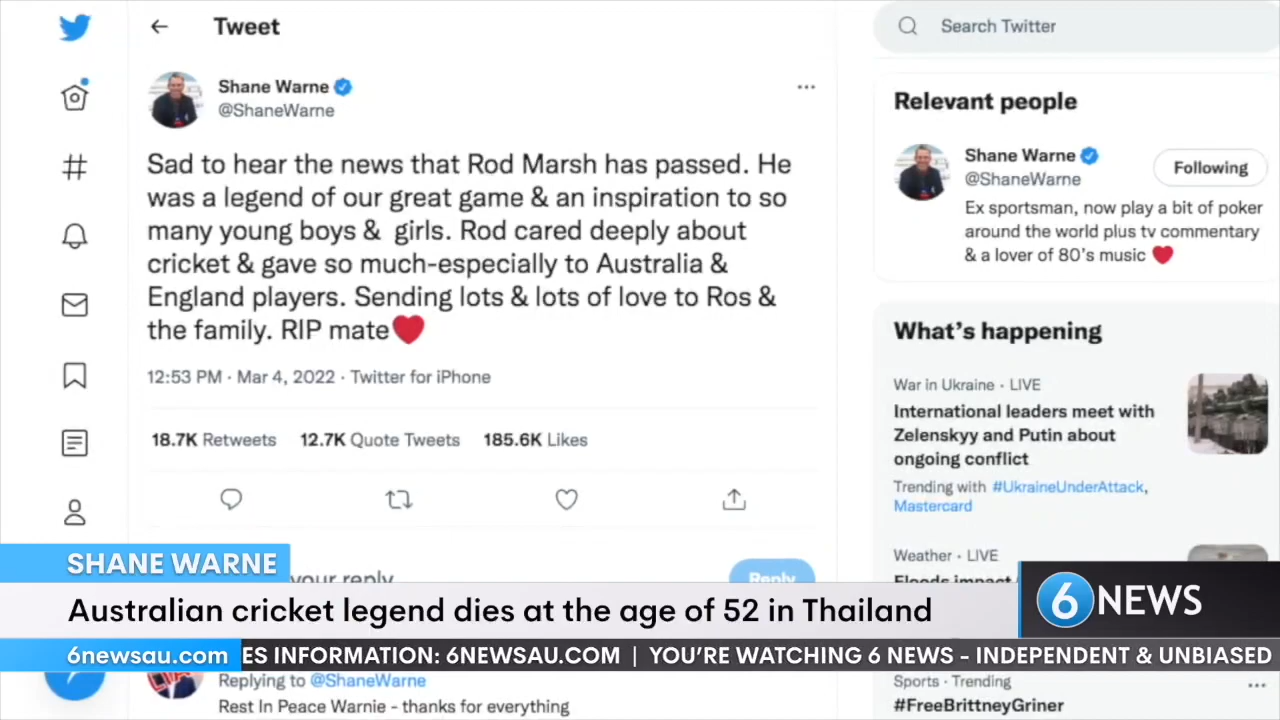 Tweet
Shane Warne
@ShaneWarne
Sad to hear the news that Rod Marsh has passed. He
was a legend of our great game & an inspiration to so
many young boys & girls. Rod cared deeply about
cricket & gave so much-especially to Australia &
England players. Sending lots & lots of love to Ros &
the family. RIP mate❤️
12:53 PM · Mar 4, 2022 · Twitter for iPhone
18.7K Retweets 12.7K Quote Tweets 185.6K Likes
your reply
Reply
Replying to @ShaneWarne
Rest In Peace Warnie - thanks for everything
Search Twitter
Relevant people
Shane Warne
@ShaneWarne
Following
Ex sportsman, now play a bit of poker
around the world plus tv commentary
& a lover of 80's music ❤️
What's happening
War in Ukraine · LIVE
International leaders meet with
Zelenskyy and Putin about
ongoing conflict
Trending with #UkraineUnderAttack,
Mastercard
Weather · LIVE
Floods impact
Sports · Trending
#FreeBrittneyGriner
SHANE WARNE
Australian cricket legend dies at the age of 52 in Thailand
6 NEWS
6newsau.com
ES INFORMATION: 6NEWSAU.COM | YOU'RE WATCHING 6 NEWS - INDEPENDENT & UNBIASED